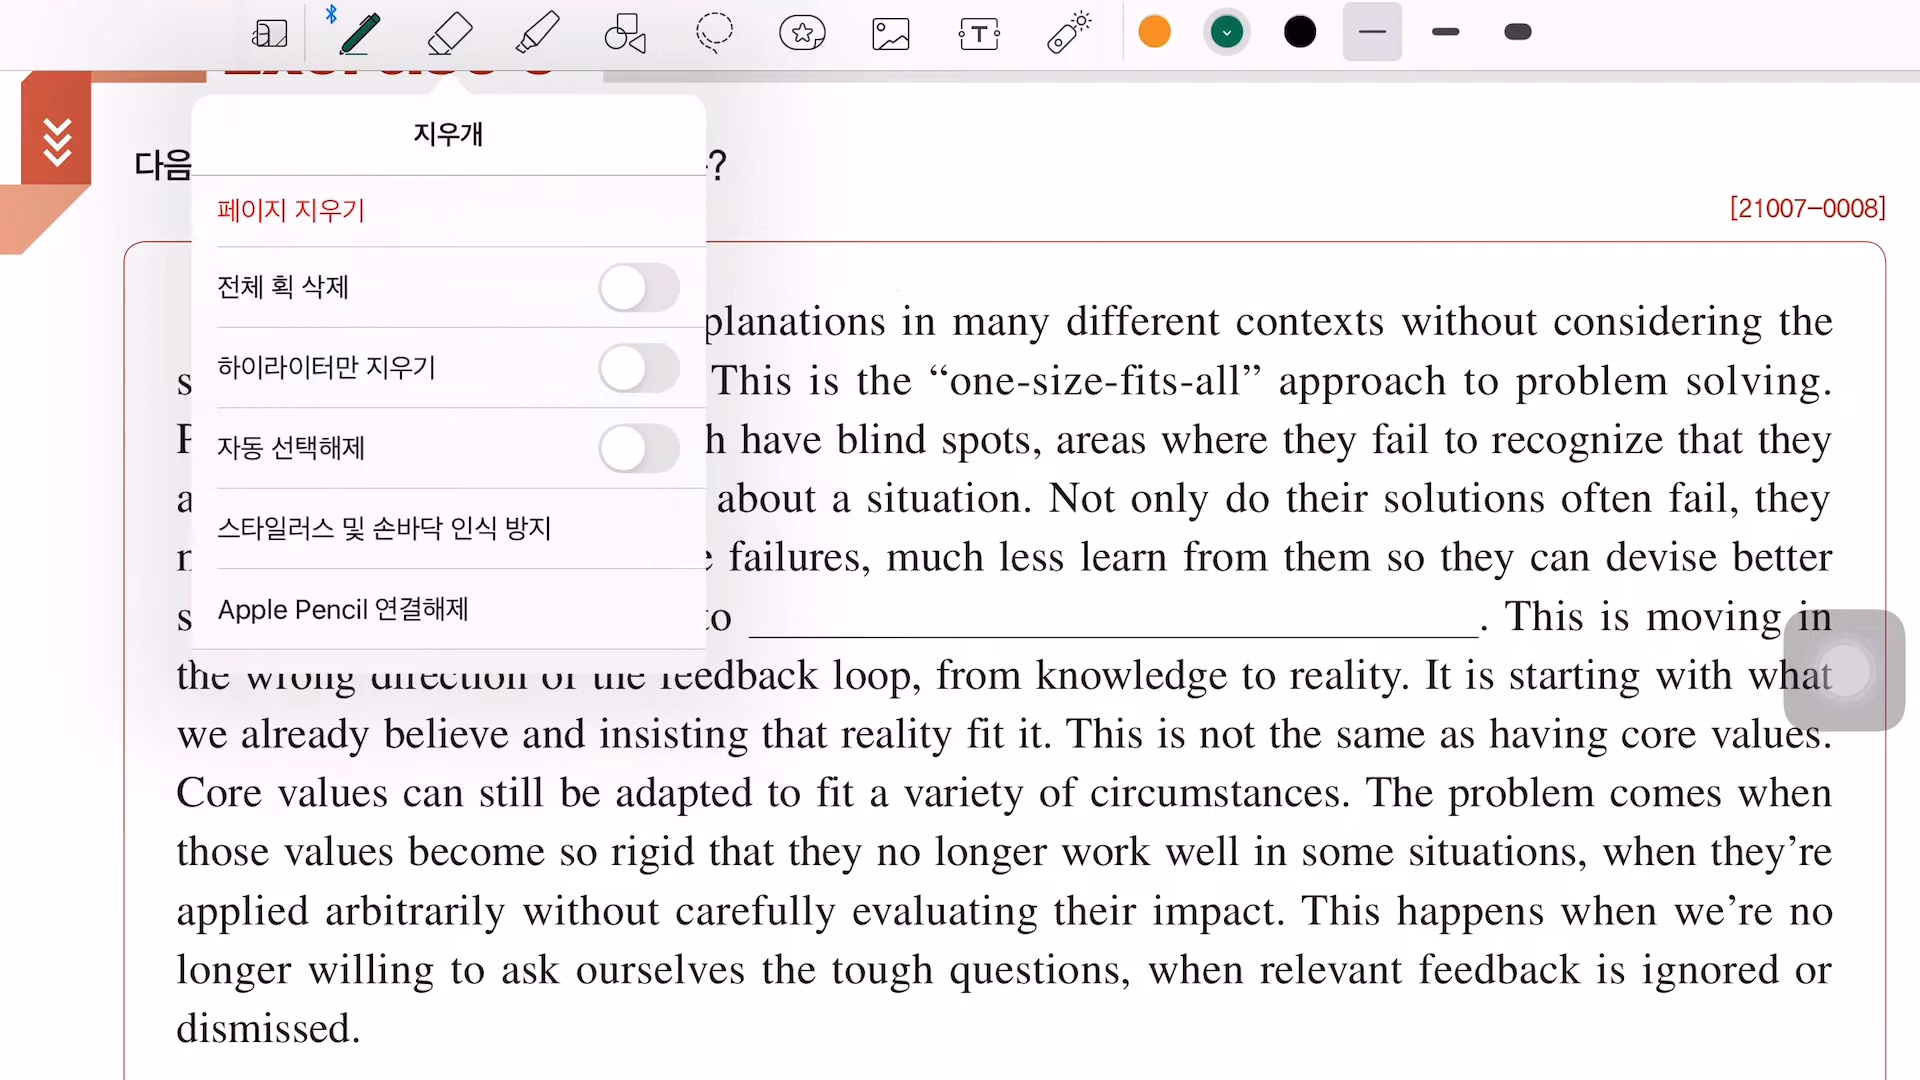 지우개
페이지 지우기
전체 획 삭제
하이라이터만 지우기
자동 선택해제
스타일러스 및 손바닥 인식 방지
Apple Pencil 연결해제
다음 ?
[21007-0008]
planations in many different contexts without considering the
s This is the “one-size-fits-all” approach to problem solving.
h have blind spots, areas where they fail to recognize that they
a about a situation. Not only do their solutions often fail, they
failures, much less learn from them so they can devise better
s to ______. This is moving in
the wrong direction of the feedback loop, from knowledge to reality. It is starting with what
we already believe and insisting that reality fit it. This is not the same as having core values.
Core values can still be adapted to fit a variety of circumstances. The problem comes when
those values become so rigid that they no longer work well in some situations, when they’re
applied arbitrarily without carefully evaluating their impact. This happens when we’re no
longer willing to ask ourselves the tough questions, when relevant feedback is ignored or
dismissed.